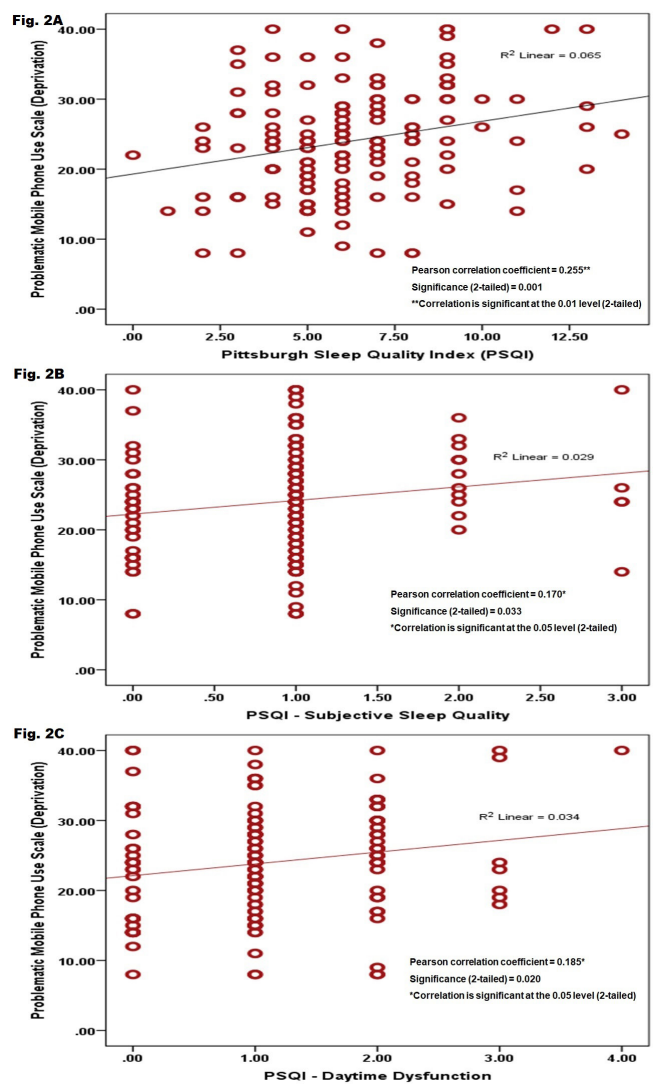 Fig. 2A
Problematic Mobile Phone Use Scale (Deprivation)
40.00
30.00
20.00
10.00
.00
R2 Linear = 0.065
Pearson correlation coefficient = 0.255**
Significance (2-tailed) = 0.001
**Correlation is significant at the 0.01 level (2-tailed)
.00 2.50 5.00 7.50 10.00 12.50
Pittsburgh Sleep Quality Index (PSQI)
Fig. 2B
Problematic Mobile Phone Use Scale (Deprivation)
40.00
30.00
20.00
10.00
.00
R2 Linear = 0.029
Pearson correlation coefficient = 0.170*
Significance (2-tailed) = 0.033
*Correlation is significant at the 0.05 level (2-tailed)
.00 .50 1.00 1.50 2.00 2.50 3.00
PSQI - Subjective Sleep Quality
Fig. 2C
Problematic Mobile Phone Use Scale (Deprivation)
40.00
30.00
20.00
10.00
.00
R2 Linear = 0.034
Pearson correlation coefficient = 0.185*
Significance (2-tailed) = 0.020
*Correlation is significant at the 0.05 level (2-tailed)
.00 1.00 2.00 3.00 4.00
PSQI - Daytime Dysfunction